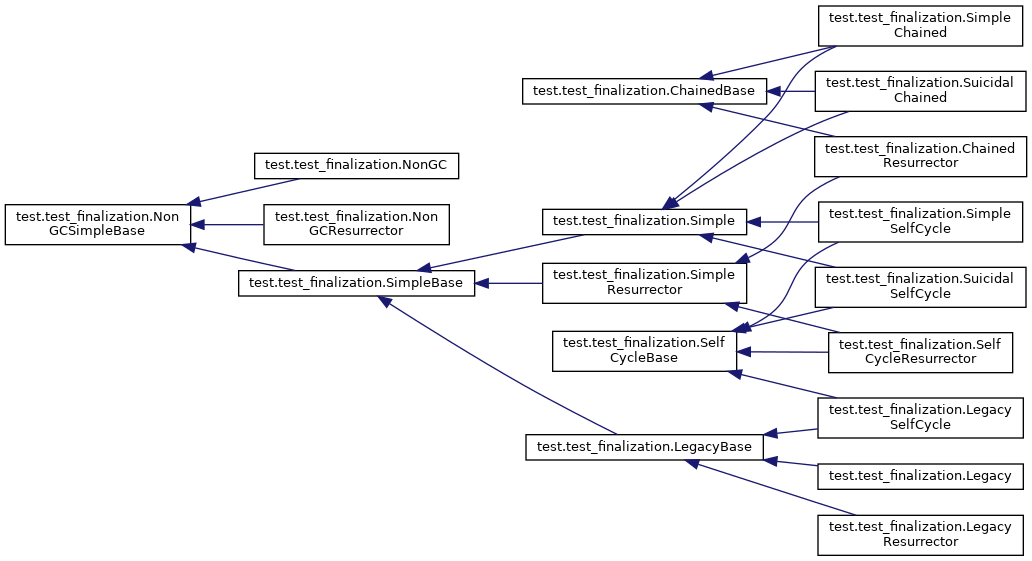 test.test_finalization.Simple
Chained
test.test_finalization.ChainedBase
test.test_finalization.Suicidal
Chained
test.test_finalization.Chained
Resurrector
test.test_finalization.NonGC
test.test_finalization.Non
GCSimpleBase
test.test_finalization.Non
GCResurrector
test.test_finalization.Simple
test.test_finalization.Simple
SelfCycle
test.test_finalization.SimpleBase
test.test_finalization.Simple
Resurrector
test.test_finalization.Suicidal
SelfCycle
test.test_finalization.Self
CycleBase
test.test_finalization.Self
CycleResurrector
test.test_finalization.Legacy
SelfCycle
test.test_finalization.LegacyBase
test.test_finalization.Legacy
test.test_finalization.Legacy
Resurrector